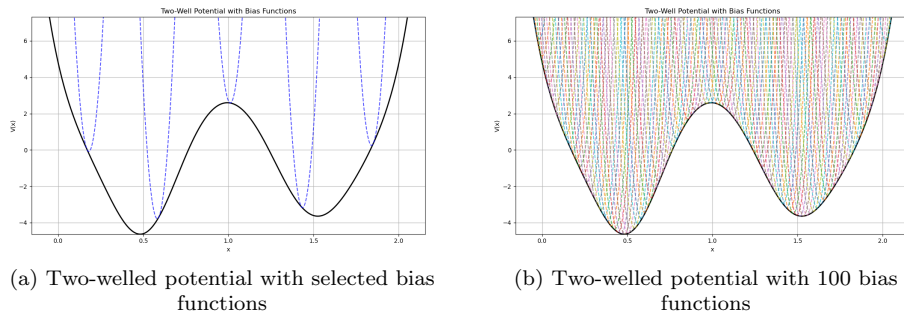 Two-Well Potential with Bias Functions
6
4
2
0
−2
−4
V(x)
0.0 0.5 1.0 1.5 2.0
x
(a) Two-welled potential with selected bias
functions
Two-Well Potential with Bias Functions
6
4
2
0
−2
−4
V(x)
0.0 0.5 1.0 1.5 2.0
x
(b) Two-welled potential with 100 bias
functions